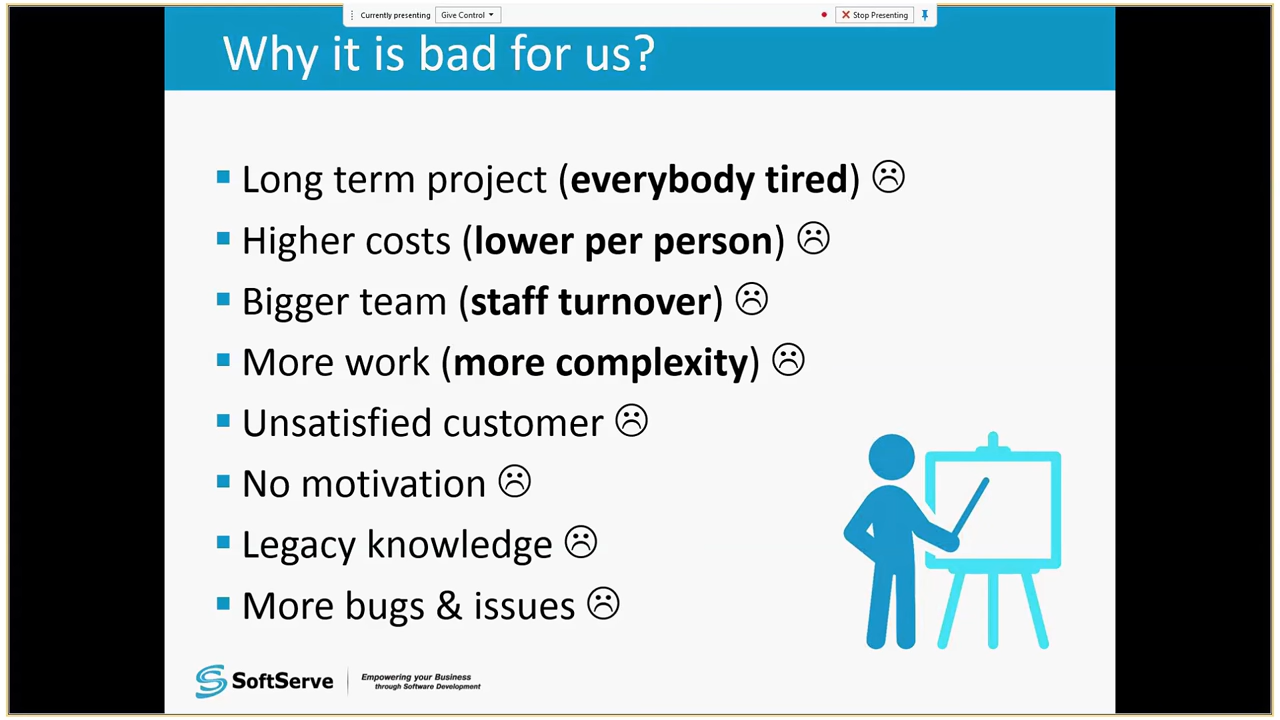 Currently presenting Give Control Stop Presenting
Why it is bad for us?
Long term project (everybody tired) ☹
Higher costs (lower per person) ☹
Bigger team (staff turnover) ☹
More work (more complexity) ☹
Unsatisfied customer ☹
No motivation ☹
Legacy knowledge ☹
More bugs & issues ☹
SoftServe
Empowering your Business
through Software Development